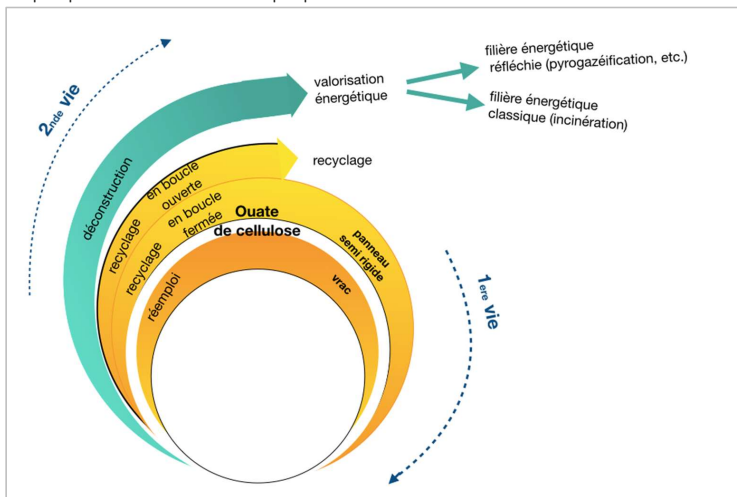 2nde vie
filière énergétique
réfléchie (pyrogazéification, etc.)
valorisation
énergétique
filière énergétique
classique (incinération)
déconstruction
recyclage
en boucle
ouverte
recyclage
recyclage
en boucle
fermée
Ouate
de cellulose
panneau
semi rigide
réemploi
vrac
1ere vie